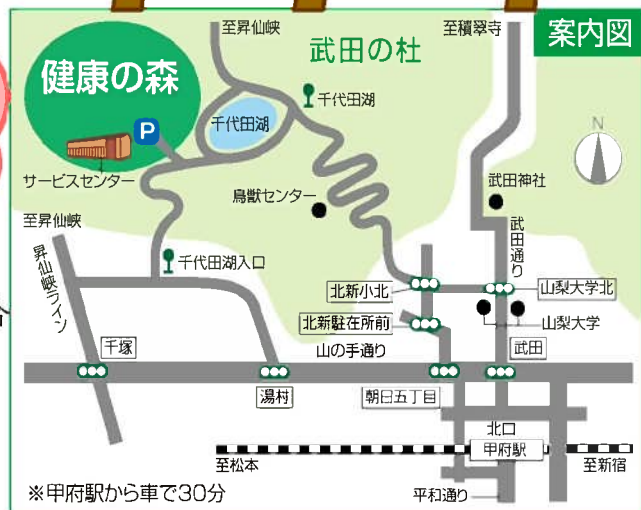 案内図
至昇仙峡
武田の杜
至積翠寺
健康の森
P
千代田湖
千代田湖
N
サービスセンター
鳥獣センター
武田神社
至昇仙峡
武田通り
昇仙峡ライン
千代田湖入口
北新小北
山梨大学北
北新駐在所前
山梨大学
山の手通り
武田
千塚
湯村
朝日五丁目
北口
甲府駅
至松本
至新宿
※甲府駅から車で30分
平和通り